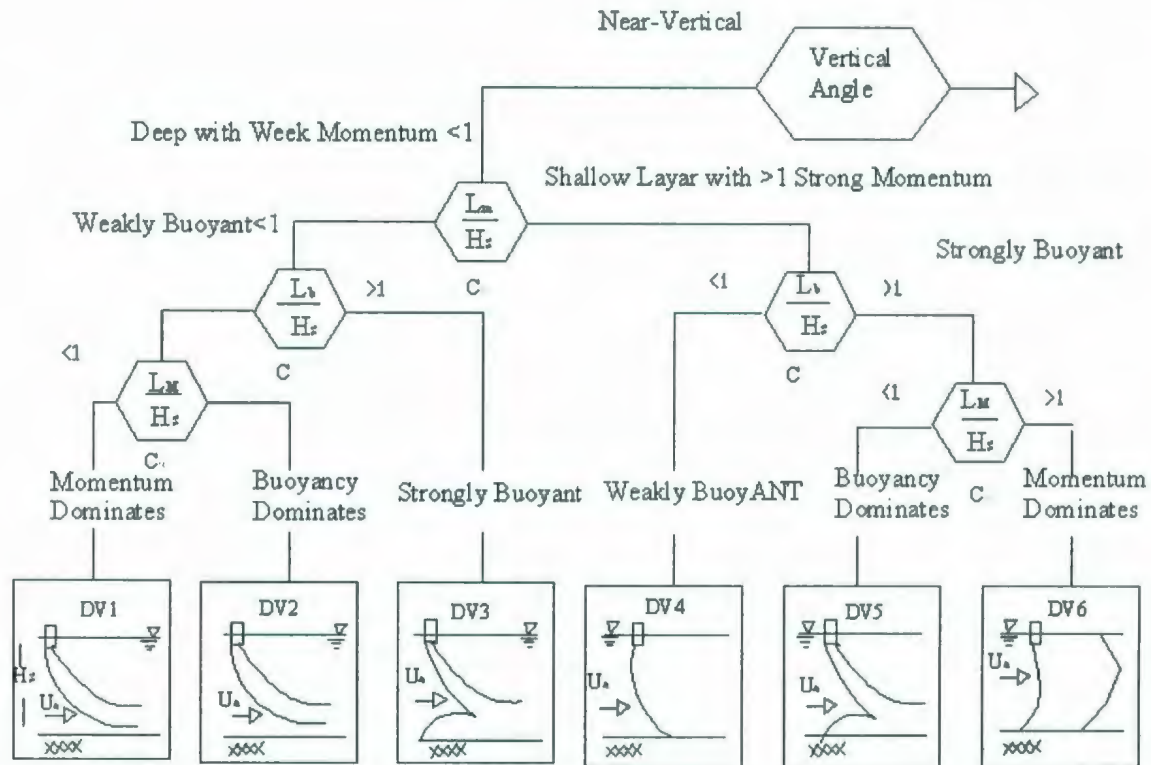 Near-Vertical
Vertical
Angle
Deep with Week Momentum <1
Shallow Layar with >1 Strong Momentum
Lm
Hs
C
Weakly Buoyant<1
Strongly Buoyant
Lb
Hs
C
>1
<1
Lb
Hs
C
>1
<1
LM
Hs
C
<1
LM
Hs
C
>1
Momentum
Dominates
Buoyancy
Dominates
Strongly Buoyant
Weakly BuoyANT
Buoyancy
Dominates
Momentum
Dominates
DV1
Hs
Ua
DV2
Ua
DV3
Ua
DV4
Ua
DV5
Ua
DV6
Ua